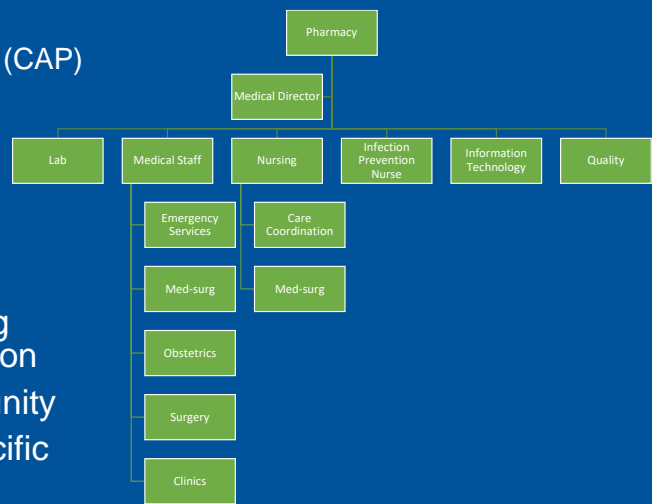 (CAP)
Pharmacy
Medical Director
Lab
Medical Staff
Nursing
Infection
Prevention
Nurse
Information
Technology
Quality
Emergency
Services
Med-surg
Obstetrics
Surgery
Clinics
Care
Coordination
Med-surg
g
on
nity
cific